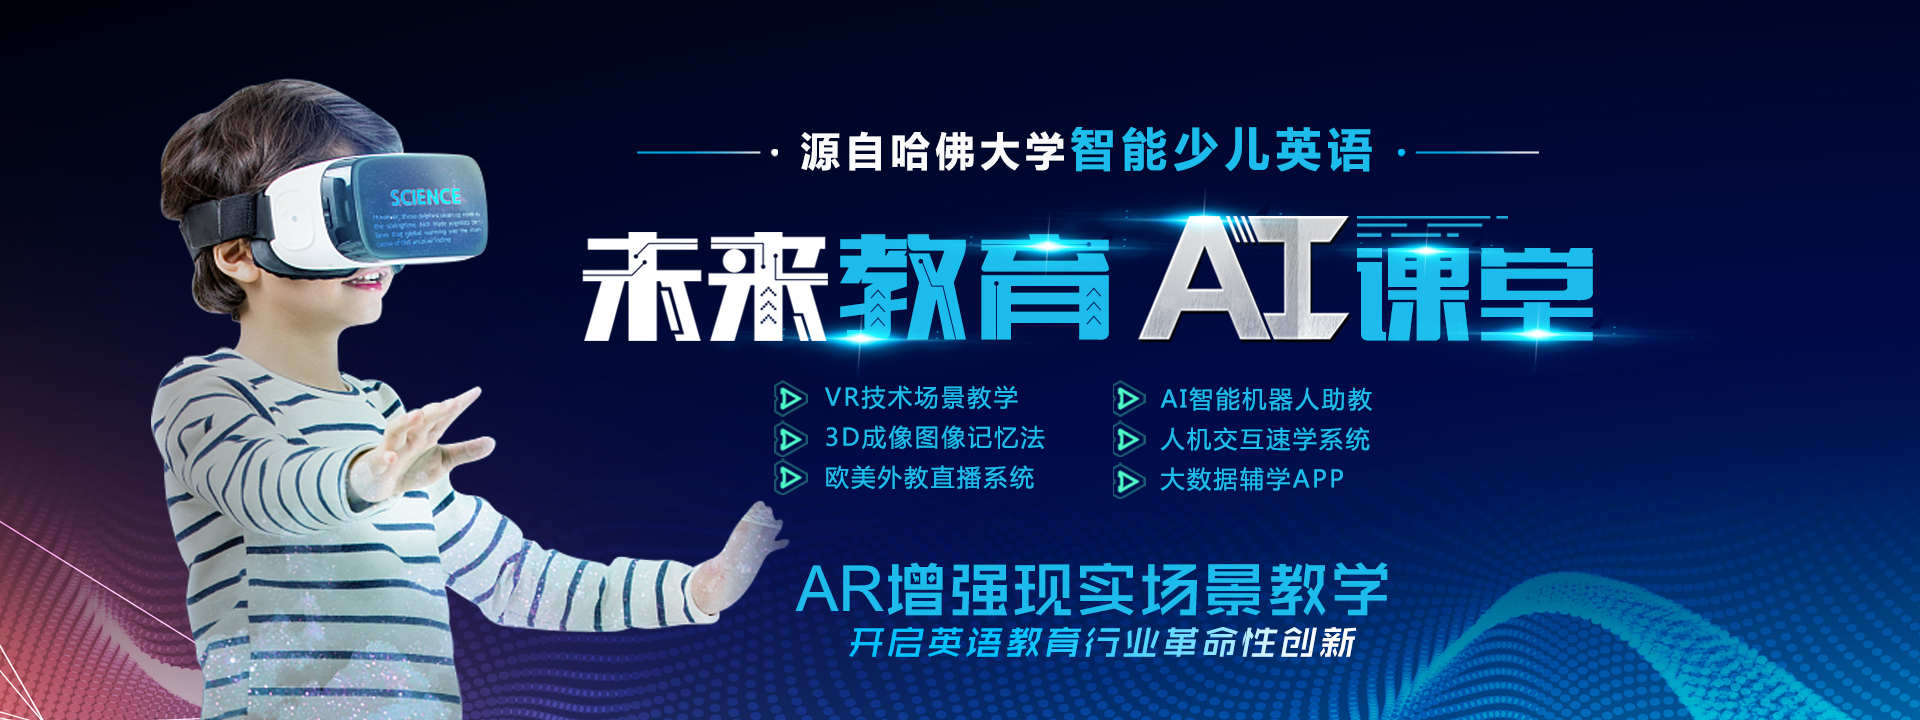 源自哈佛大学智能少儿英语
未来教育 AI课堂
VR技术场景教学
AI智能机器人助教
3D成像图像记忆法
人机交互速学系统
欧美外教直播系统
大数据辅学APP
AR增强现实场景教学
开启英语教育行业革命性创新
SCIENCE